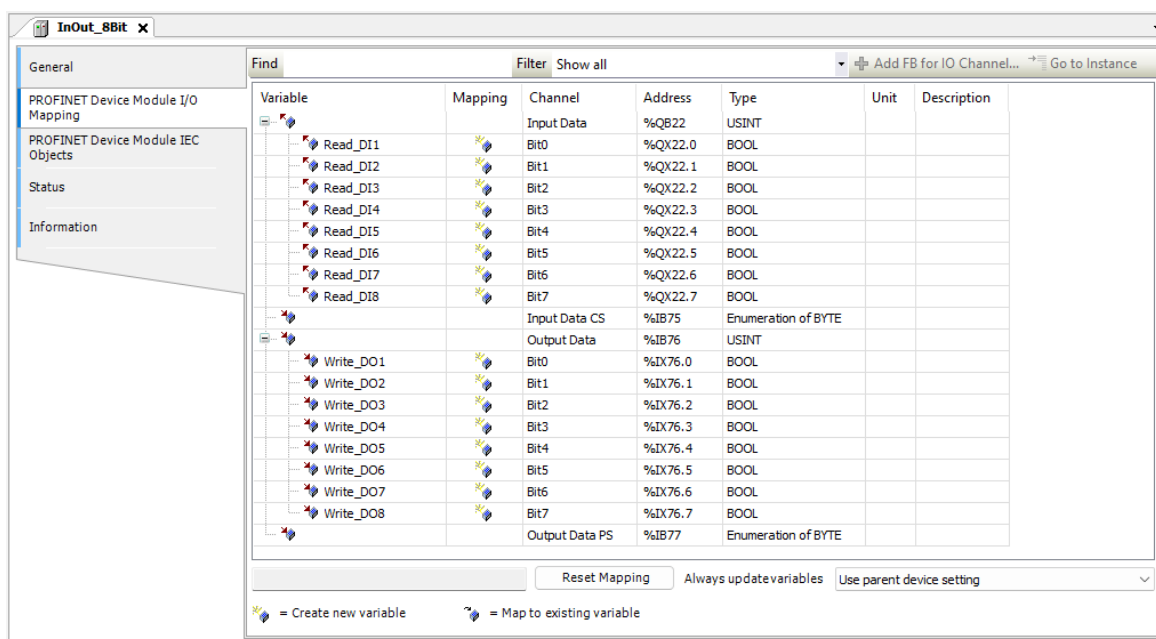 InOut_8Bit
General
PROFINET Device Module I/O
Mapping
PROFINET Device Module IEC
Objects
Status
Information
Find Filter Show all Add FB for IO Channel... Go to Instance
Variable Mapping Channel Address Type Unit Description
Input Data %QB22 USINT
Read_DI1 Bit0 %QX22.0 BOOL
Read_DI2 Bit1 %QX22.1 BOOL
Read_DI3 Bit2 %QX22.2 BOOL
Read_DI4 Bit3 %QX22.3 BOOL
Read_DI5 Bit4 %QX22.4 BOOL
Read_DI6 Bit5 %QX22.5 BOOL
Read_DI7 Bit6 %QX22.6 BOOL
Read_DI8 Bit7 %QX22.7 BOOL
Input Data CS %IB75 Enumeration of BYTE
Output Data %IB76 USINT
Write_DO1 Bit0 %IX76.0 BOOL
Write_DO2 Bit1 %IX76.1 BOOL
Write_DO3 Bit2 %IX76.2 BOOL
Write_DO4 Bit3 %IX76.3 BOOL
Write_DO5 Bit4 %IX76.4 BOOL
Write_DO6 Bit5 %IX76.5 BOOL
Write_DO7 Bit6 %IX76.6 BOOL
Write_DO8 Bit7 %IX76.7 BOOL
Output Data PS %IB77 Enumeration of BYTE
Reset Mapping Always update variables Use parent device setting
= Create new variable = Map to existing variable